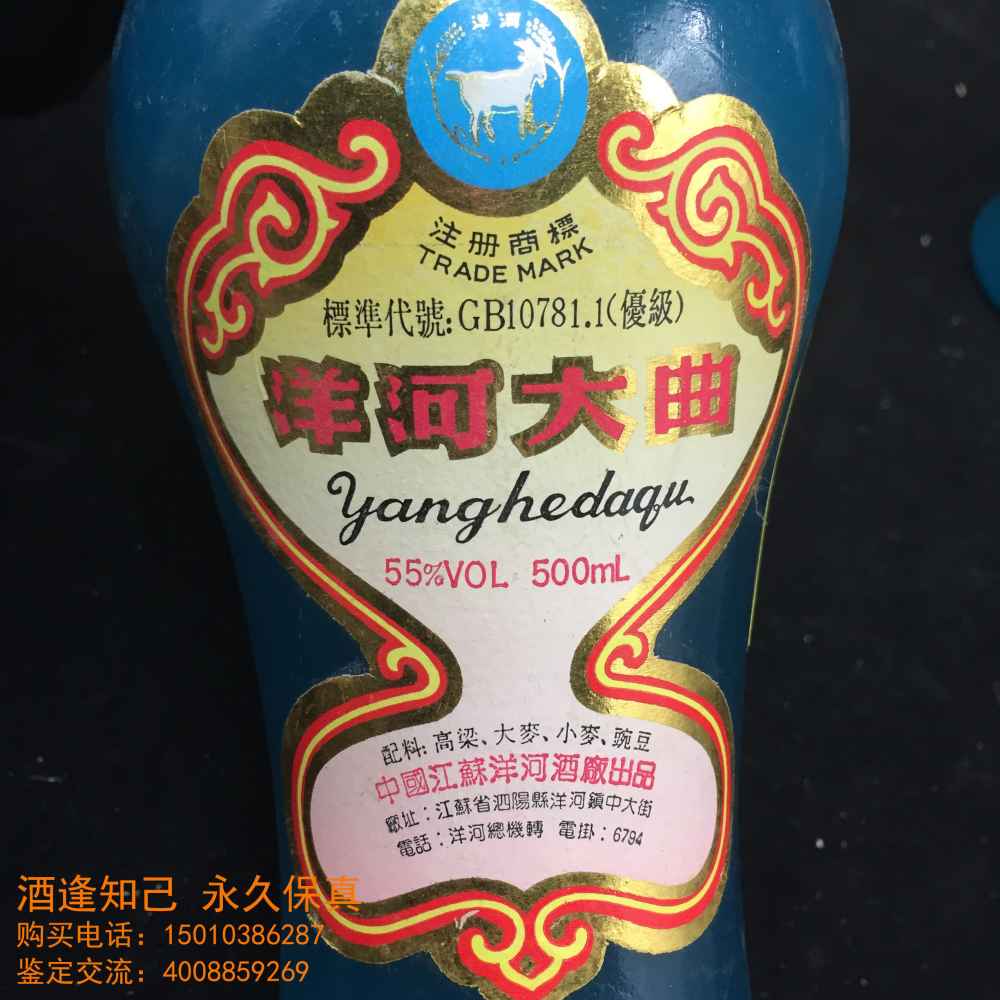 洋河
注册商標
TRADE MARK
標準代號:GB10781.1(優級)
洋河大曲
Yanghedaqu
55%VOL 500mL
配料:高梁、大麥、小麥、豌豆
中國江蘇洋河酒廠出品
廠址:江蘇省泗陽縣洋河鎮中大街
電話:洋河總機轉 電掛:6794
酒逢知己 永久保真
购买电话：15010386287
鉴定交流：4008859269